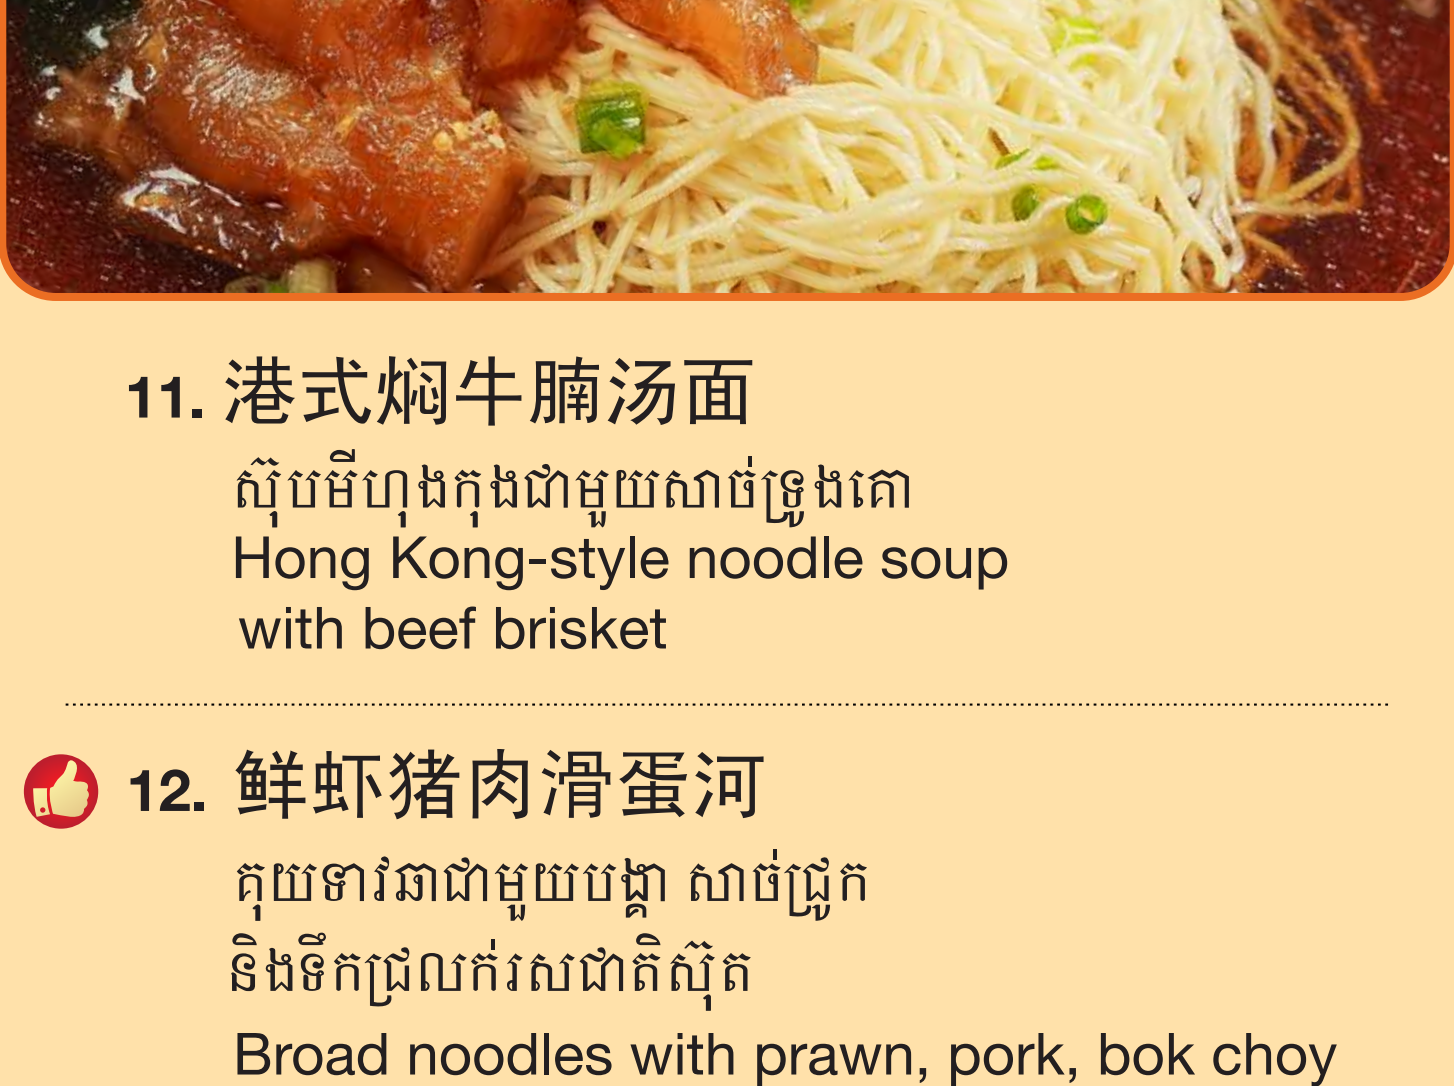 11. 港式焖牛腩汤面
ស៊ុបមីហុងកុងជាមួយសាច់ទ្រូងគោ
Hong Kong-style noodle soup
with beef brisket
12. 鲜虾猪肉滑蛋河
គុយទាវឆាជាមួយបង្គា សាច់ជ្រូក
និងទឹកជ្រលក់រសជាតិស៊ុត
Broad noodles with prawn, pork, bok choy